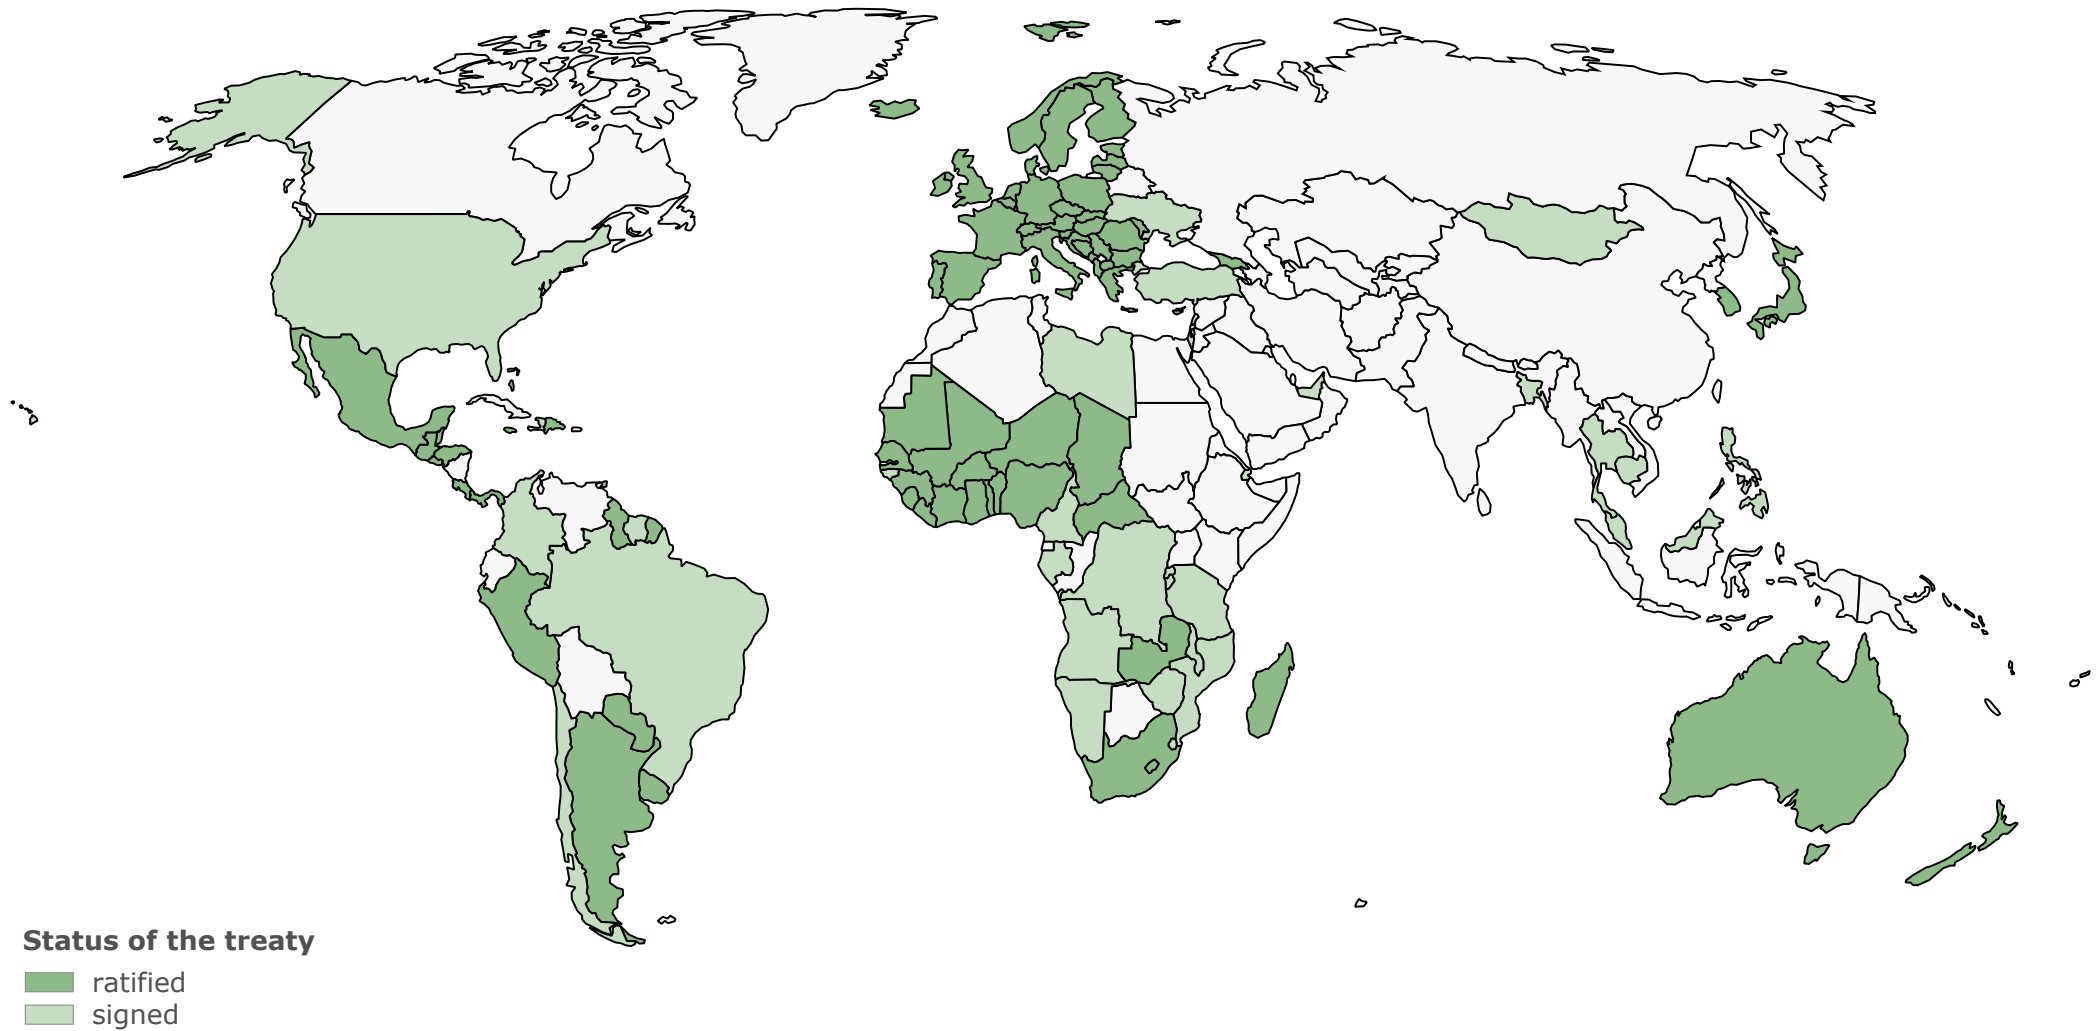 Status of the treaty
ratified
signed